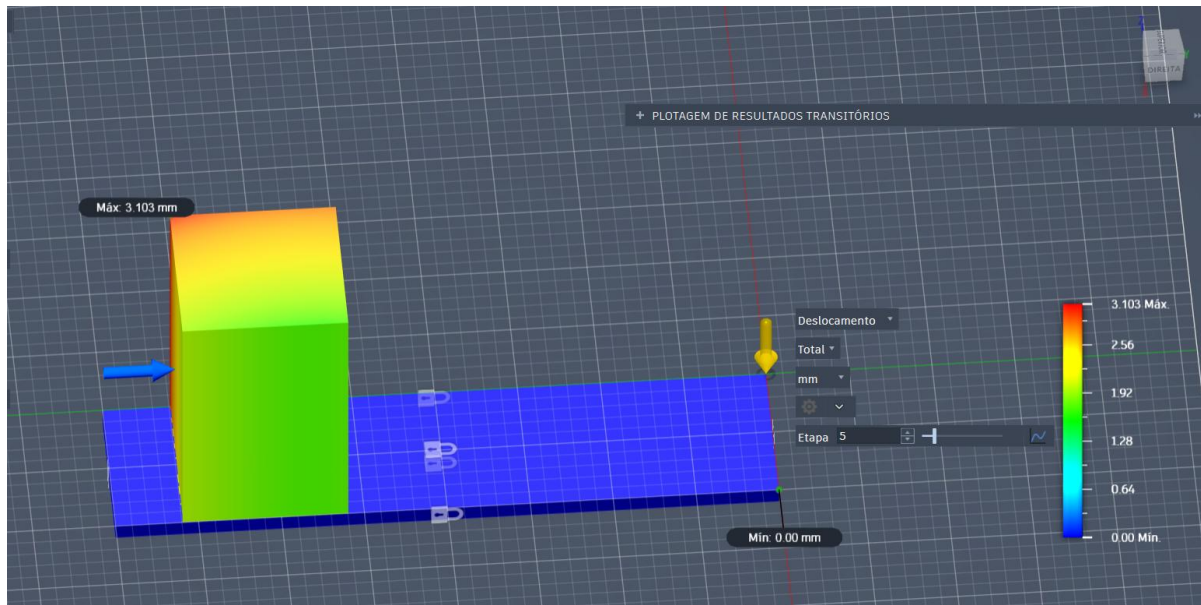 DIREITA
+ PLOTAGEM DE RESULTADOS TRANSITÓRIOS
Máx: 3.103 mm
Deslocamento
Total
mm
Etapa 5
3.103 Máx.
2.56
1.92
1.28
0.64
0.00 Mín.
Mín: 0.00 mm